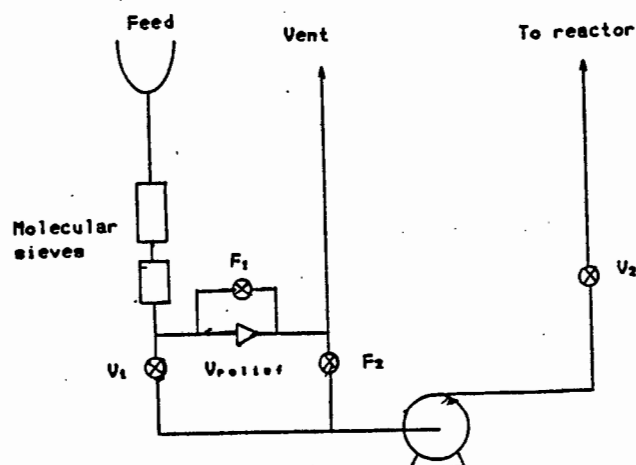 Feed
Vent
To reactor
Molecular
sieves
F1
V2
V1
Vrelief
F2